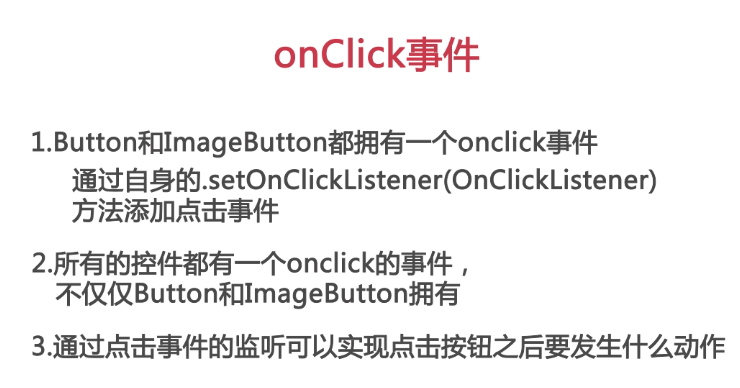 onClick事件
1.Button和ImageButton都拥有一个onclick事件
通过自身的.setOnClickListener(OnClickListener)
方法添加点击事件
2.所有的控件都有一个onclick的事件，
不仅仅Button和ImageButton拥有
3.通过点击事件的监听可以实现点击按钮之后要发生什么动作